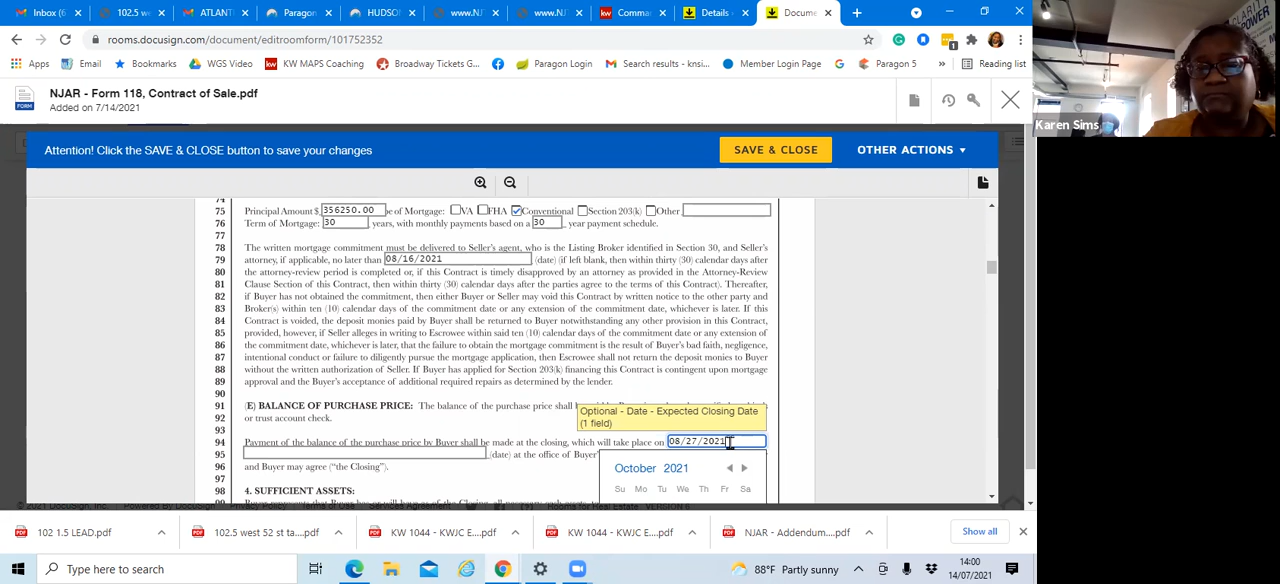 Inbox (6
102.5 we
ATLANTI
Paragon
HUDSON
www.NJ
www.NJ
Comma
Details -
Docume
rooms.docusign.com/document/editroomform/101752352
1
Apps
Email
Bookmarks
WGS Video
KW MAPS Coaching
Broadway Tickets G...
Paragon Login
Search results - knsi...
Member Login Page
Paragon 5
»
Reading list
CLARITY
POWER
Karen Sims
NJAR - Form 118, Contract of Sale.pdf
FORM
Added on 7/14/2021
Attention! Click the SAVE & CLOSE button to save your changes
SAVE & CLOSE
OTHER ACTIONS
74
75 Principal Amount $ 356250.00 pe of Mortgage: VA FHA Conventional Section 203(k) Other
76 Term of Mortgage: 30 years, with monthly payments based on a 30 year payment schedule.
77
78 The written mortgage commitment must be delivered to Seller's agent, who is the Listing Broker identified in Section 30, and Seller's
79 attorney, if applicable, no later than 08/16/2021 (date) (if left blank, then within thirty (30) calendar days after
80 the attorney-review period is completed or, if this Contract is timely disapproved by an attorney as provided in the Attorney-Review
81 Clause Section of this Contract, then within thirty (30) calendar days after the parties agree to the terms of this Contract). Thereafter,
82 if Buyer has not obtained the commitment, then either Buyer or Seller may void this Contract by written notice to the other party and
83 Broker(s) within ten (10) calendar days of the commitment date or any extension of the commitment date, whichever is later. If this
84 Contract is voided, the deposit monies paid by Buyer shall be returned to Buyer notwithstanding any other provision in this Contract,
85 provided, however, if Seller alleges in writing to Escrowee within said ten (10) calendar days of the commitment date or any extension of
86 the commitment date, whichever is later, that the failure to obtain the mortgage commitment is the result of Buyer's bad faith, negligence,
87 intentional conduct or failure to diligently pursue the mortgage application, then Escrowee shall not return the deposit monies to Buyer
88 without the written authorization of Seller. If Buyer has applied for Section 203(k) financing this Contract is contingent upon mortgage
89 approval and the Buyer's acceptance of additional required repairs as determined by the lender.
90
91 (E) BALANCE OF PURCHASE PRICE: The balance of the purchase price shall
92 or trust account check.
93
Optional - Date - Expected Closing Date
(1 field)
94 Payment of the balance of the purchase price by Buyer shall be made at the closing, which will take place on 08/27/2021
95 (date) at the office of Buyer'
96 and Buyer may agree ("the Closing").
97
98 4. SUFFICIENT ASSETS:
99
October 2021
Su Mo Tu We Th Fr Sa
102 1.5 LEAD.pdf
102.5 west 52 st ta....pdf
KW 1044 – KWJC E....pdf
KW 1044 – KWJC E....pdf
NJAR - Addendum....pdf
Show all
Type here to search
88°F Partly sunny
14:00
14/07/2021